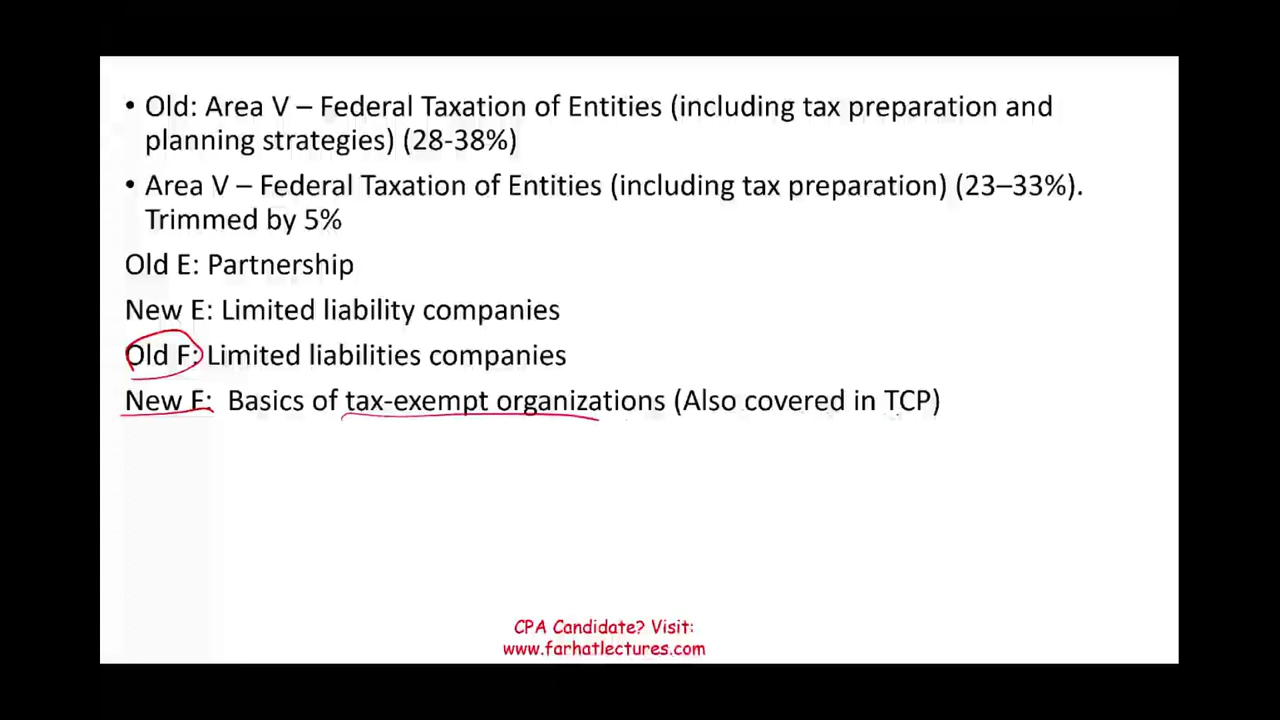 • Old: Area V – Federal Taxation of Entities (including tax preparation and
planning strategies) (28-38%)
• Area V – Federal Taxation of Entities (including tax preparation) (23–33%).
Trimmed by 5%
Old E: Partnership
New E: Limited liability companies
Old F: Limited liabilities companies
New F: Basics of tax-exempt organizations (Also covered in TCP)
CPA Candidate? Visit:
www.farhatlectures.com